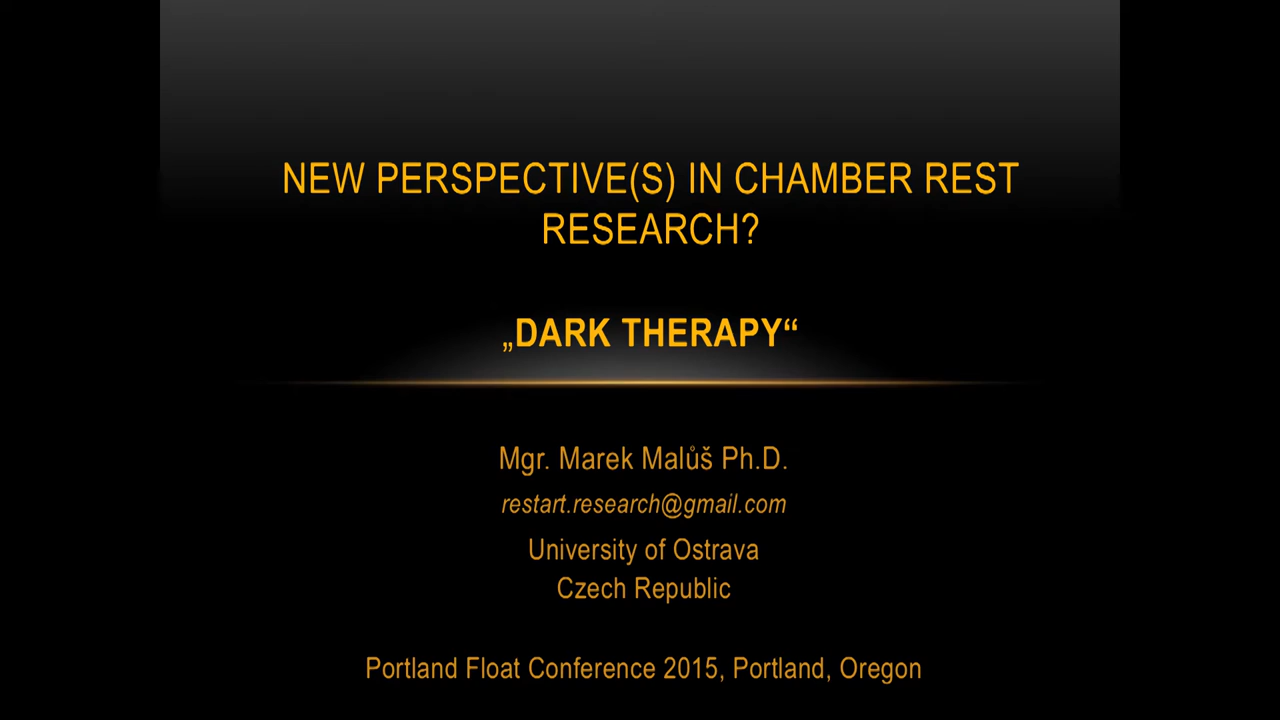 NEW PERSPECTIVE(S) IN CHAMBER REST
RESEARCH?
„DARK THERAPY“
Mgr. Marek Malůš Ph.D.
restart.research@gmail.com
University of Ostrava
Czech Republic
Portland Float Conference 2015, Portland, Oregon